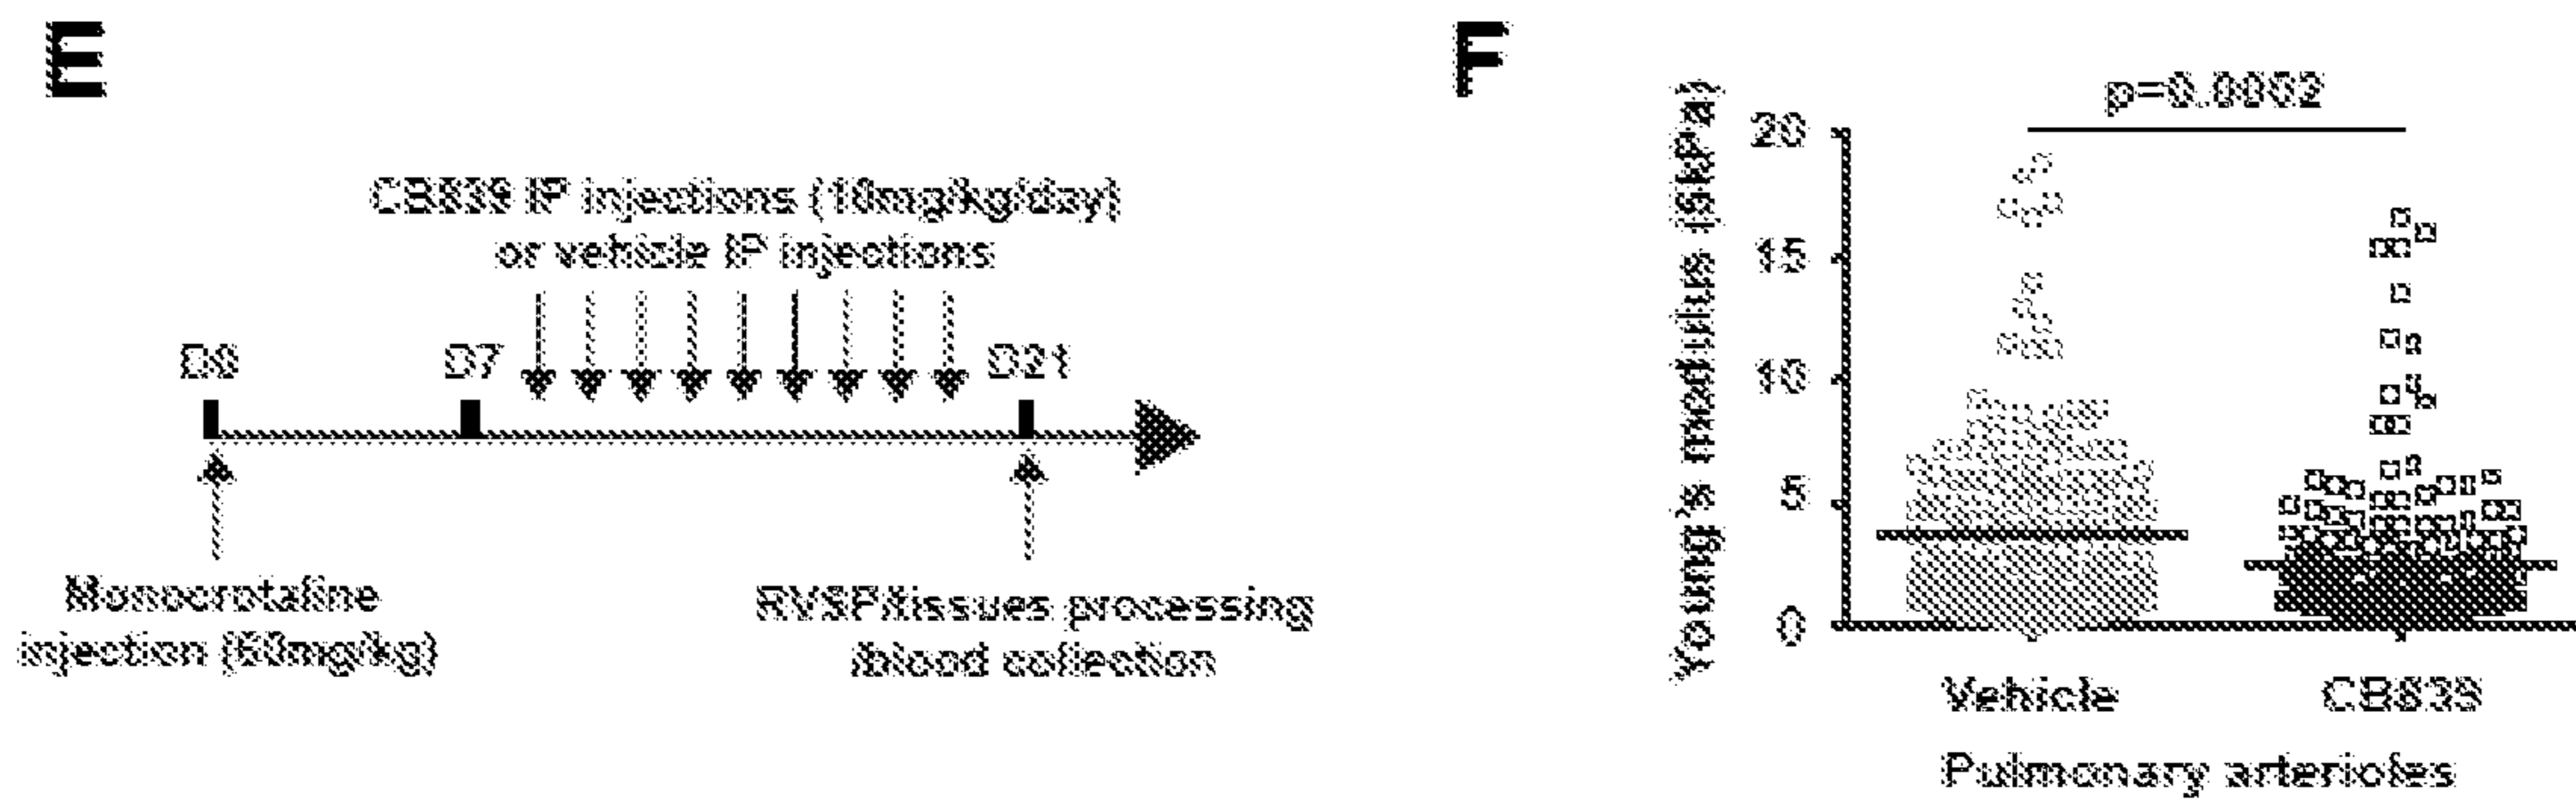 E
CB839 IP injections (10mg/kg/day)
or vehicle IP injections
D0
D7
D21
Monocrotaline
injection (60mg/kg)
RVSP/tissues processing
/blood collection
F
p=0.0002
Young's modulus (kPa)
20
15
10
5
0
Vehicle
CB839
Pulmonary arterioles